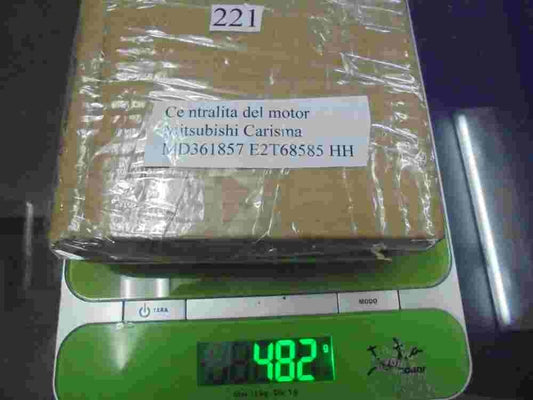 221
Centralita del motor
Mitsubishi Carisma
MD361857 E2T68585 HH
TARA
MODO
482 g